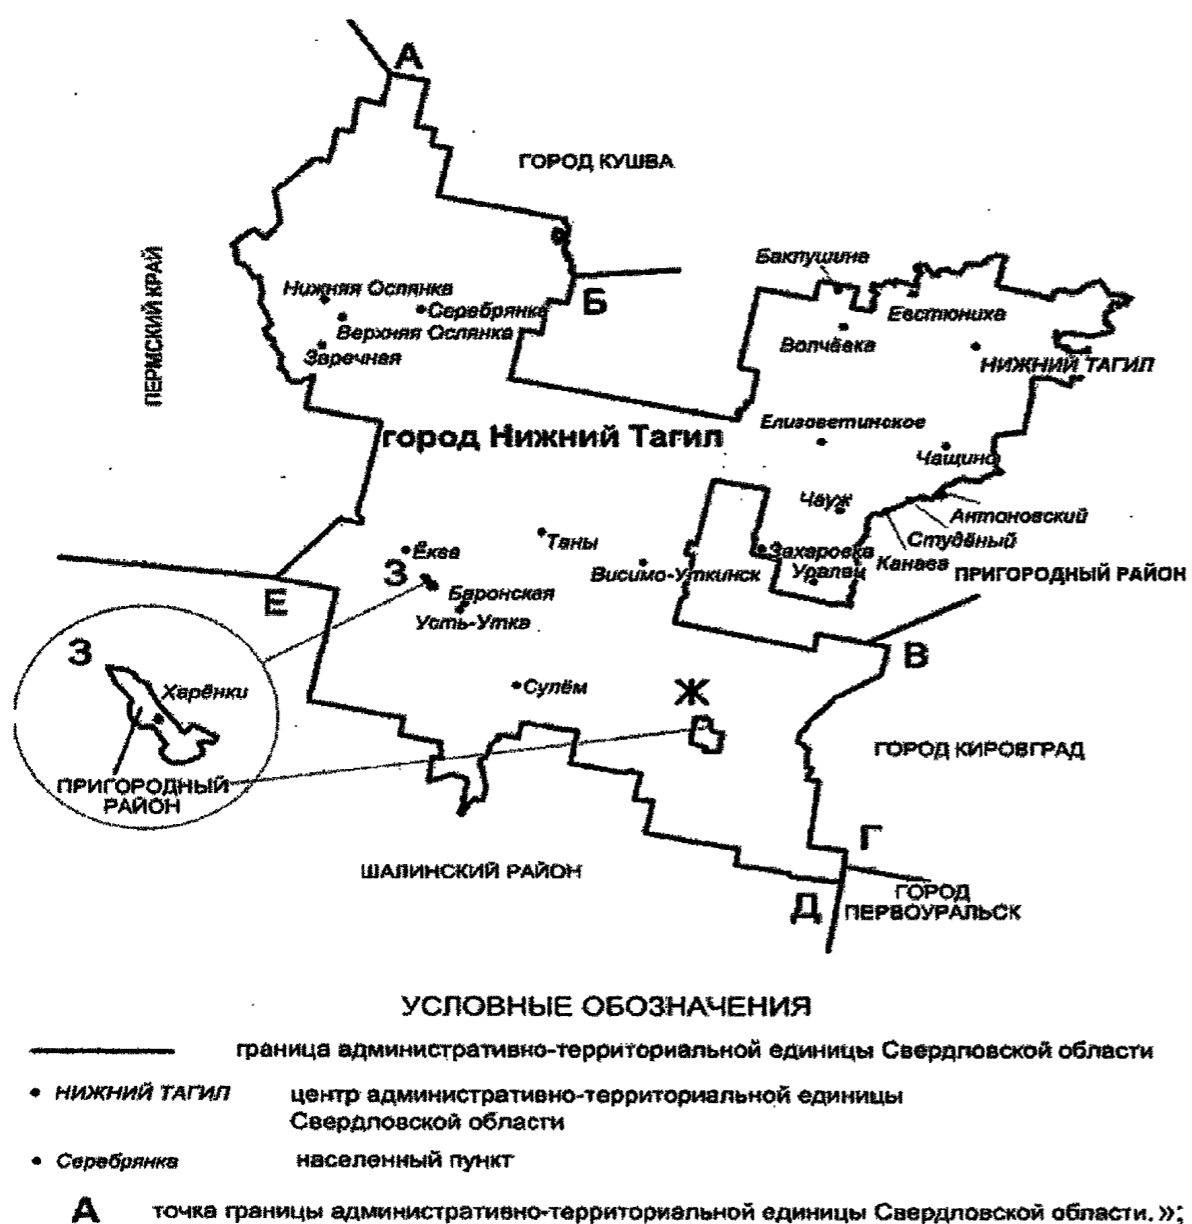 А
ГОРОД КУШВА
ПЕРМСКИЙ КРАЙ
Баклушина
Нижняя Ослянка
Серебрянка
Б
Евстюниха
Верхняя Ослянка
Волчёвка
Заречная
НИЖНИЙ ТАГИЛ
Елизаветинское
город Нижний Тагил
Чащино
Чауж
Антоновский
Студёный
Таны
Ёква
Захаровка
Канава
З
Висимо-Уткинск
Уралец
ПРИГОРОДНЫЙ РАЙОН
Баронская
Е
Усть-Утка
З
В
Харёнки
Сулём
Ж
ГОРОД КИРОВГРАД
ПРИГОРОДНЫЙ
РАЙОН
Г
ШАЛИНСКИЙ РАЙОН
ГОРОД
Д
ПЕРВОУРАЛЬСК
УСЛОВНЫЕ ОБОЗНАЧЕНИЯ
граница административно-территориальной единицы Свердловской области
НИЖНИЙ ТАГИЛ центр административно-территориальной единицы
Свердловской области
Серебрянка населенный пункт
А точка границы административно-территориальной единицы Свердловской области. »;